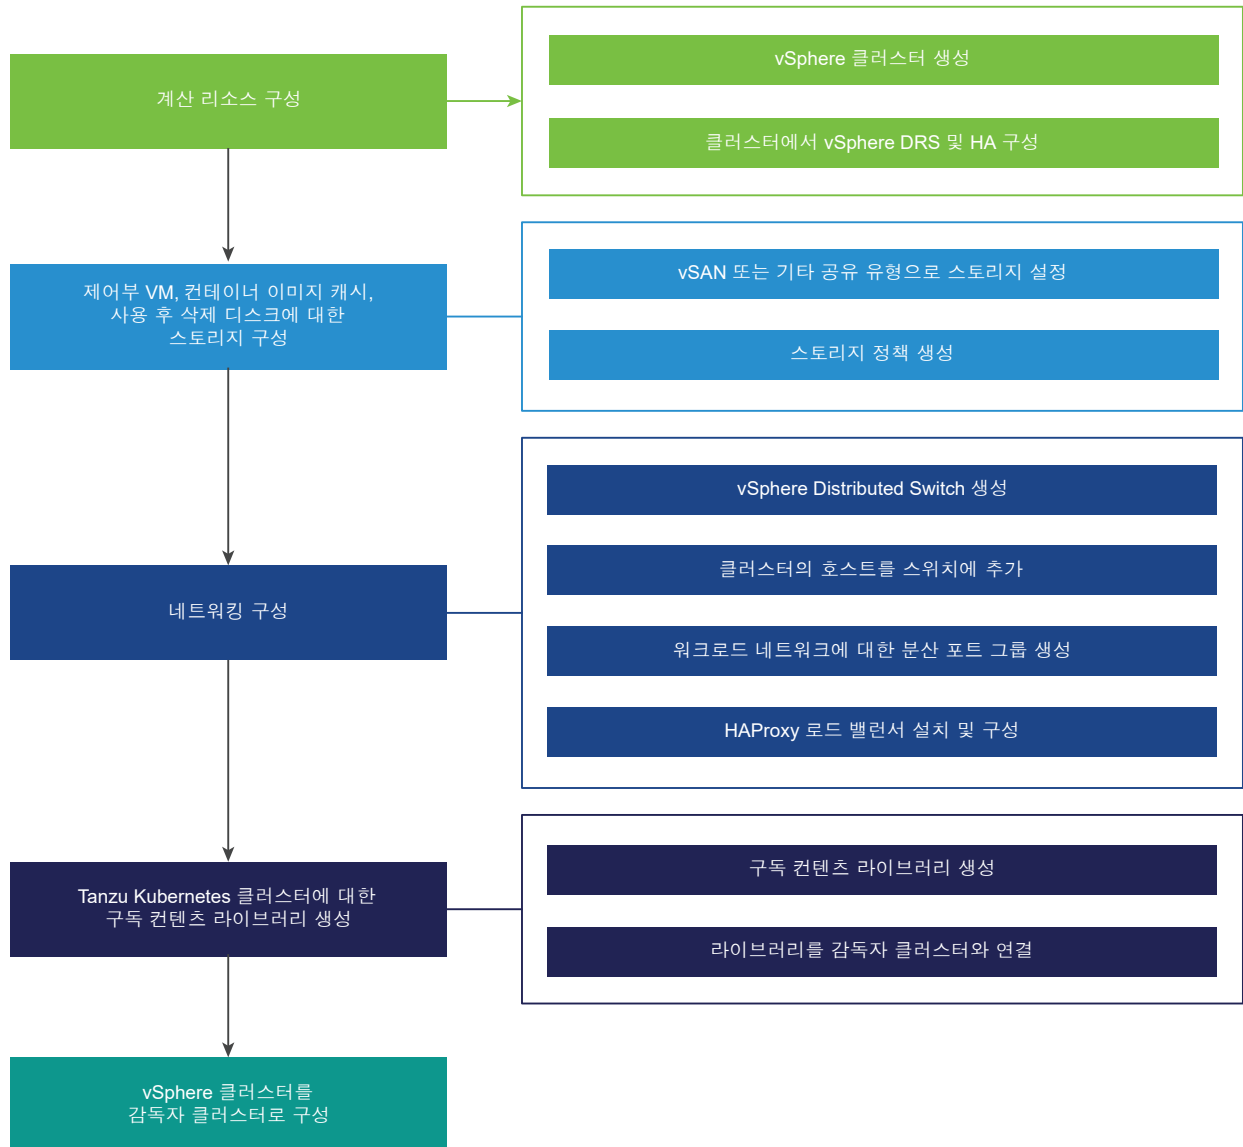 계산 리소스 구성
vSphere 클러스터 생성
클러스터에서 vSphere DRS 및 HA 구성
제어부 VM, 컨테이너 이미지 캐시,
사용 후 삭제 디스크에 대한
스토리지 구성
vSAN 또는 기타 공유 유형으로 스토리지 설정
스토리지 정책 생성
네트워킹 구성
vSphere Distributed Switch 생성
클러스터의 호스트를 스위치에 추가
워크로드 네트워크에 대한 분산 포트 그룹 생성
HAProxy 로드 밸런서 설치 및 구성
Tanzu Kubernetes 클러스터에 대한
구독 컨텐츠 라이브러리 생성
구독 컨텐츠 라이브러리 생성
라이브러리를 감독자 클러스터와 연결
vSphere 클러스터를
감독자 클러스터로 구성